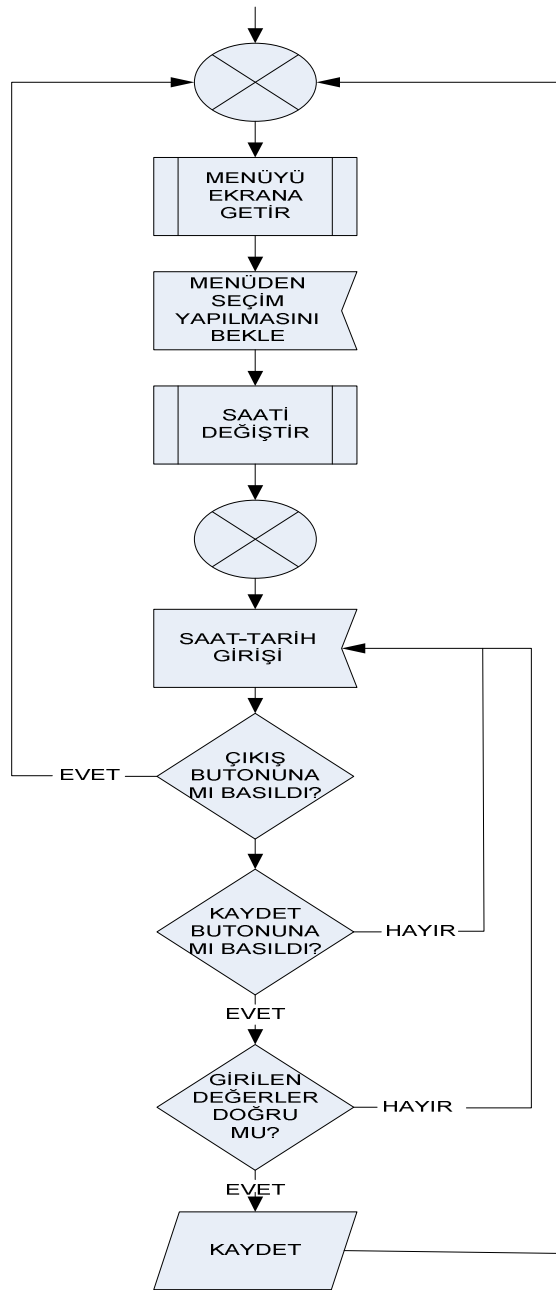 MENÜYÜ
EKRANA
GETİR
MENÜDEN
SEÇİM
YAPILMASINI
BEKLE
SAATİ
DEĞİŞTİR
SAAT-TARİH
GİRİŞİ
ÇIKIŞ
BUTONUNA
MI BASILDI?
EVET
KAYDET
BUTONUNA
MI BASILDI?
HAYIR
EVET
GİRİLEN
DEĞERLER
DOĞRU
MU?
HAYIR
EVET
KAYDET